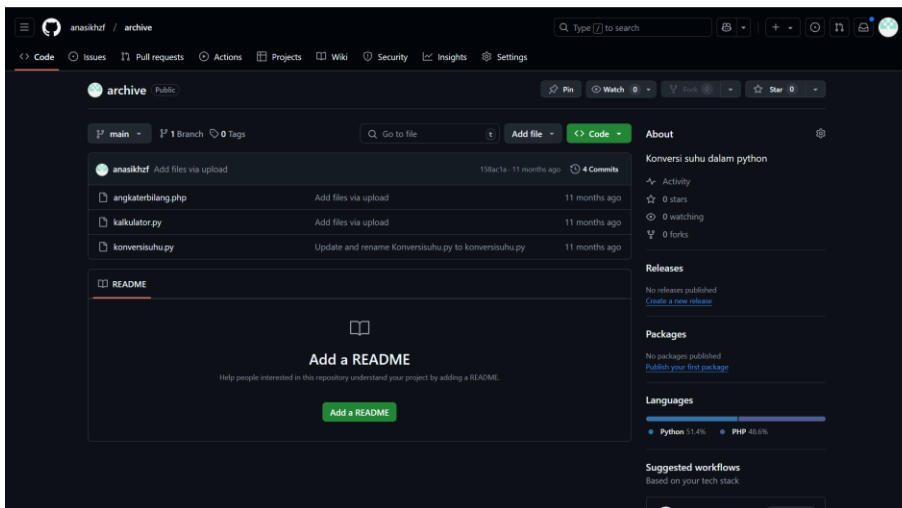 anasikhzf / archive
Type / to search
Code Issues Pull requests Actions Projects Wiki Security Insights Settings
archive Public
Pin Watch 0 Fork 0 Star 0
main 1 Branch 0 Tags Go to file t Add file Code
anasikhzf Add files via upload 158ac1a · 11 months ago 4 Commits
angkaterbilang.php Add files via upload 11 months ago
kalkulator.py Add files via upload 11 months ago
konversisuhu.py Update and rename Konversisuhu.py to konversisuhu.py 11 months ago
README
Add a README
Help people interested in this repository understand your project by adding a README.
Add a README
About
Konversi suhu dalam python
Activity
0 stars
0 watching
0 forks
Releases
No releases published
Create a new release
Packages
No packages published
Publish your first package
Languages
Python 51.4% PHP 48.6%
Suggested workflows
Based on your tech stack